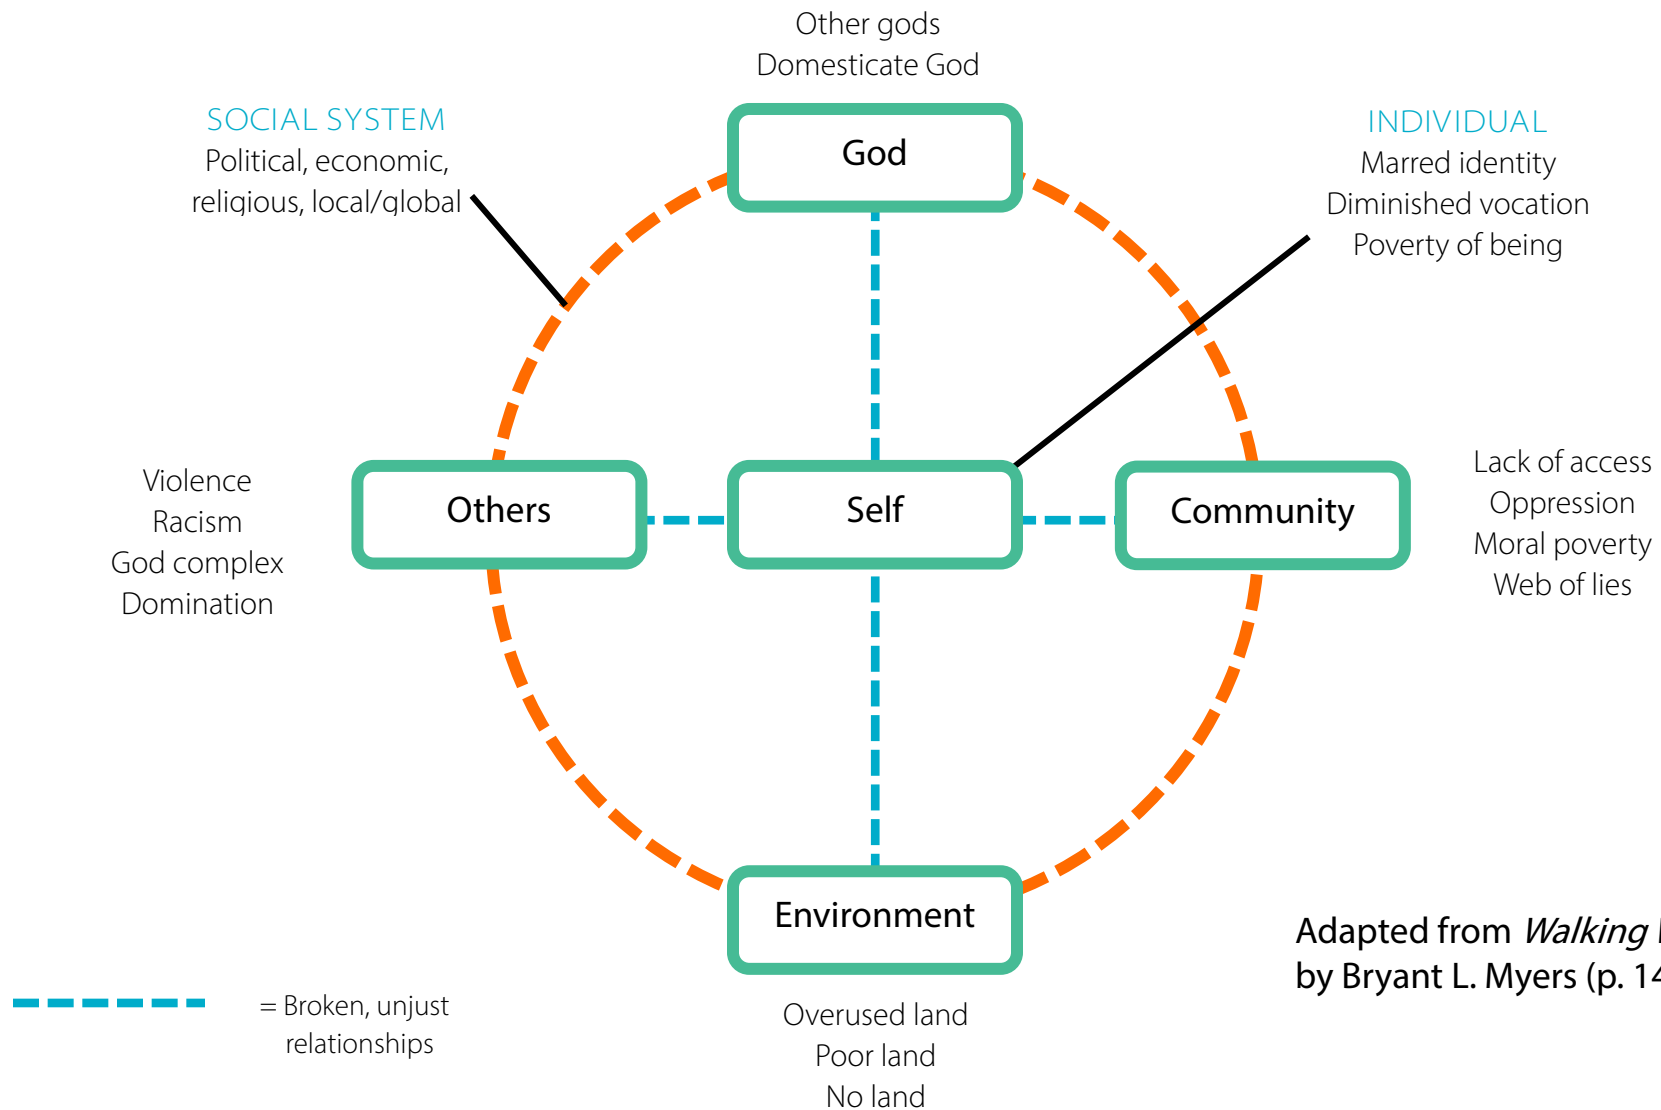 Other gods
Domesticate God
SOCIAL SYSTEM
Political, economic,
religious, local/global
INDIVIDUAL
Marred identity
Diminished vocation
Poverty of being
God
Violence
Racism
God complex
Domination
Others
Self
Community
Lack of access
Oppression
Moral poverty
Web of lies
Environment
Adapted from Walking
by Bryant L. Myers (p. 14
= Broken, unjust
relationships
Overused land
Poor land
No land